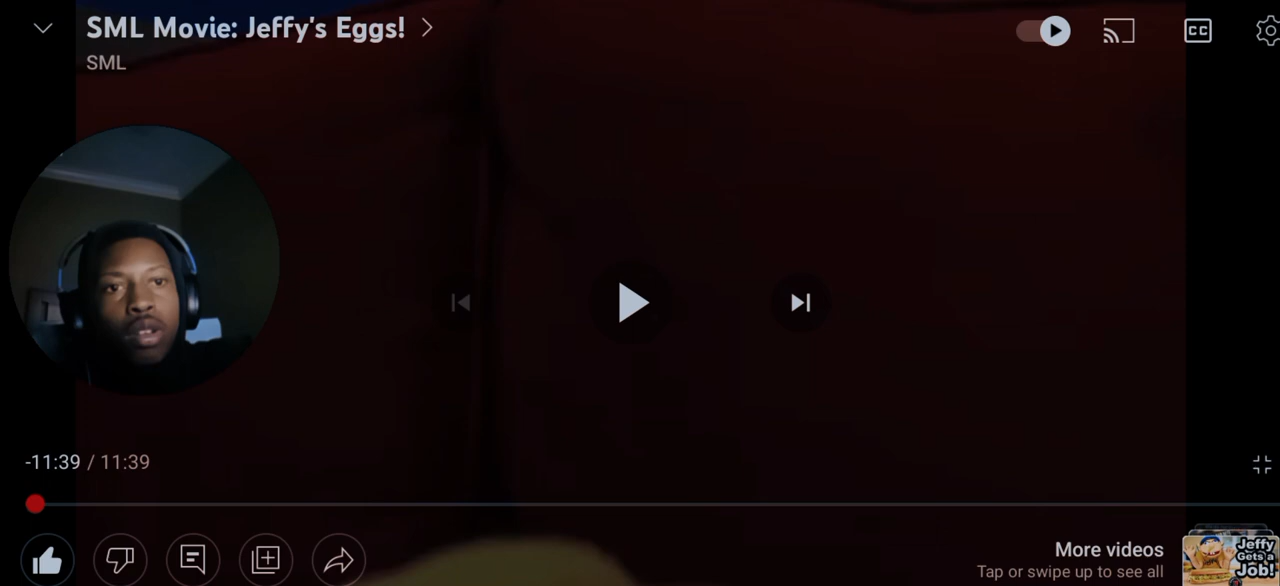 SML Movie: Jeffy's Eggs!
SML
CC
-11:39 / 11:39
More videos
Tap or swipe up to see all
Jeffy
Gets a
Job!